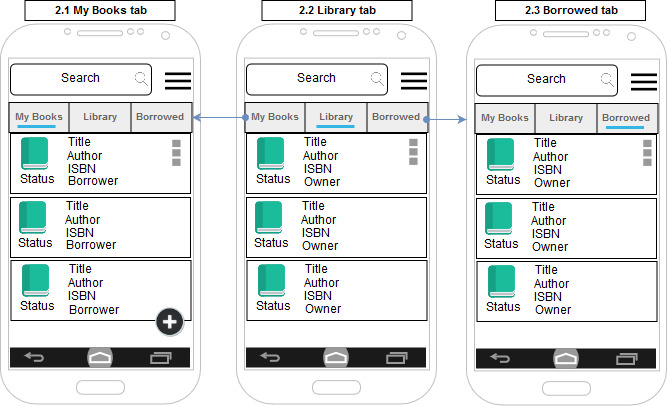 2.1 My Books tab
Search
My Books Library Borrowed
Title
Author
ISBN
Status Borrower
Title
Author
ISBN
Status Borrower
Title
Author
ISBN
Status Borrower
2.2 Library tab
Search
My Books Library Borrowed
Title
Author
ISBN
Status Owner
Title
Author
ISBN
Status Owner
Title
Author
ISBN
Status Owner
2.3 Borrowed tab
Search
My Books Library Borrowed
Title
Author
ISBN
Status Owner
Title
Author
ISBN
Status Owner
Title
Author
ISBN
Status Owner